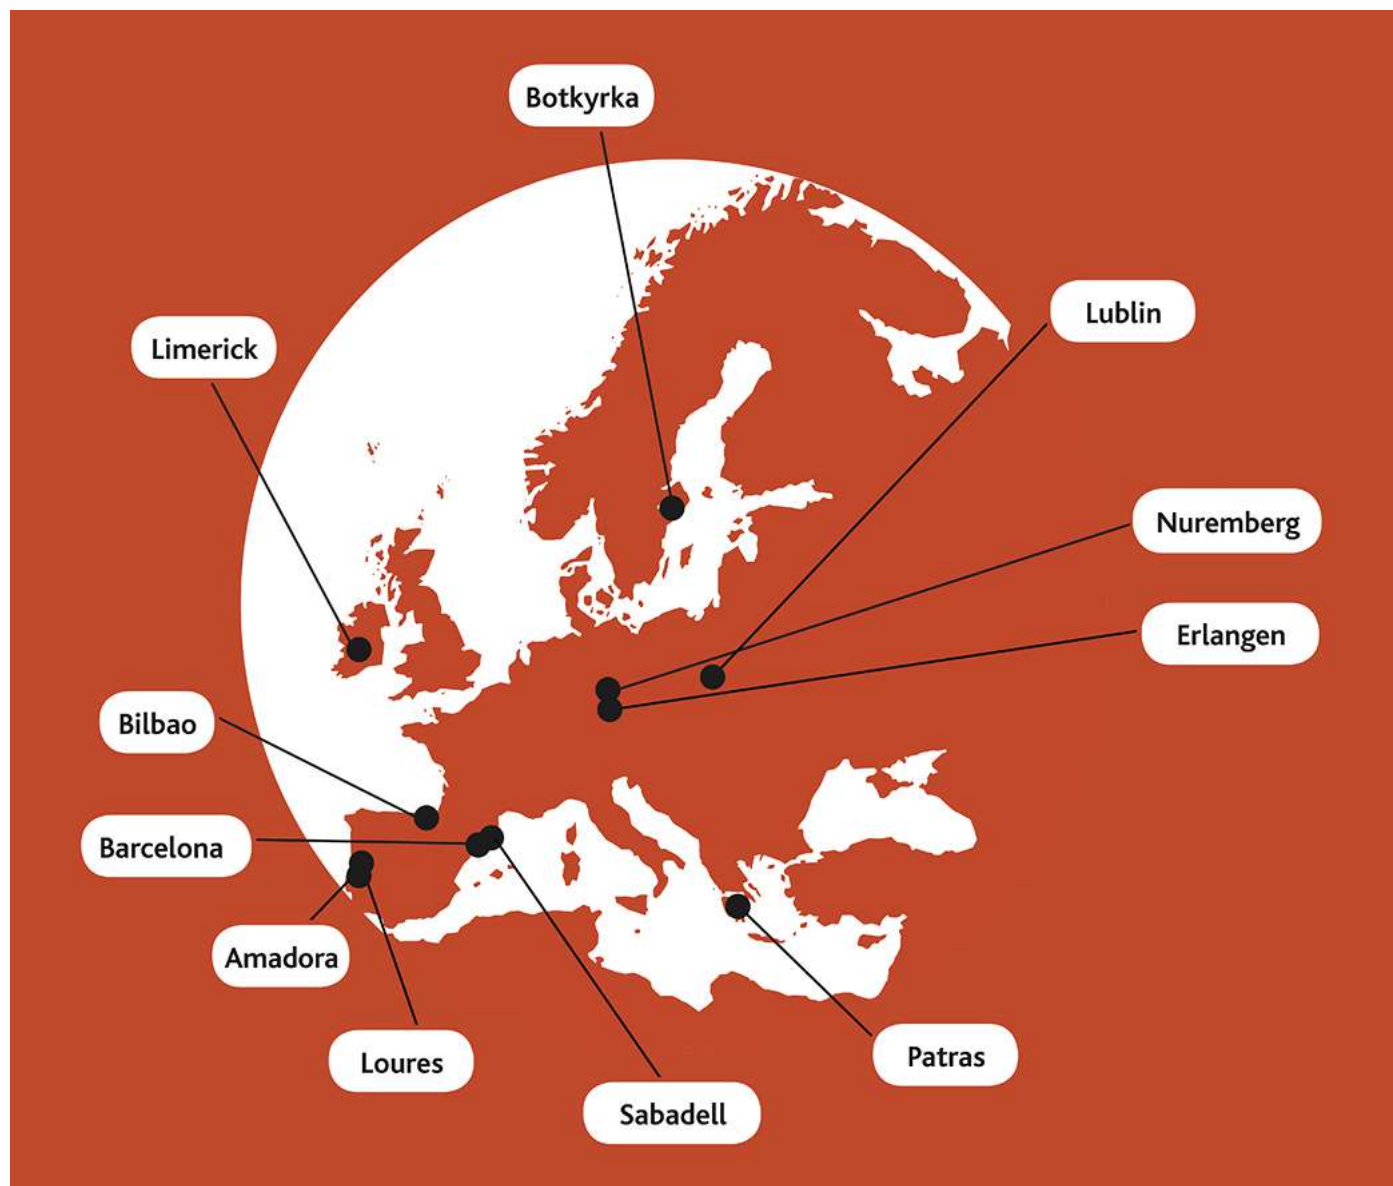 Botkyrka
Lublin
Limerick
Nuremberg
Erlangen
Bilbao
Barcelona
Amadora
Loures
Patras
Sabadell